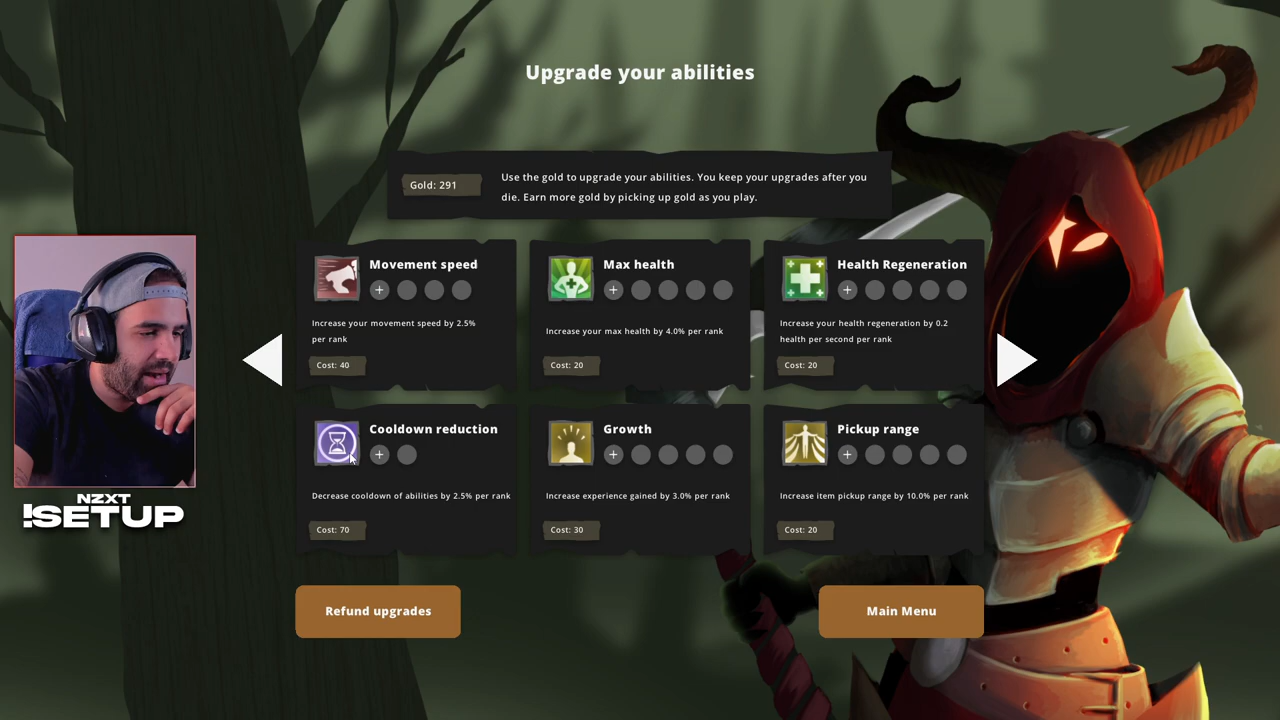 Upgrade your abilities
Gold: 291
Use the gold to upgrade your abilities. You keep your upgrades after you
die. Earn more gold by picking up gold as you play.
Movement speed
Increase your movement speed by 2.5%
per rank
Cost: 40
Max health
Increase your max health by 4.0% per rank
Cost: 20
Health Regeneration
Increase your health regeneration by 0.2
health per second per rank
Cost: 20
Cooldown reduction
Decrease cooldown of abilities by 2.5% per rank
Cost: 70
Growth
Increase experience gained by 3.0% per rank
Cost: 30
Pickup range
Increase item pickup range by 10.0% per rank
Cost: 20
NZXT
!SETUP
Refund upgrades
Main Menu